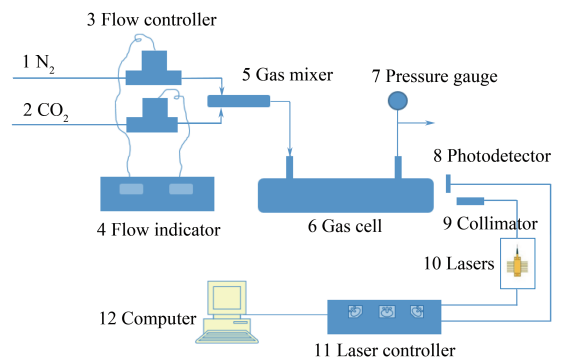 3 Flow controller
1 N₂
5 Gas mixer
7 Pressure gauge
2 CO₂
8 Photodetector
4 Flow indicator
6 Gas cell
9 Collimator
10 Lasers
12 Computer
11 Laser controller